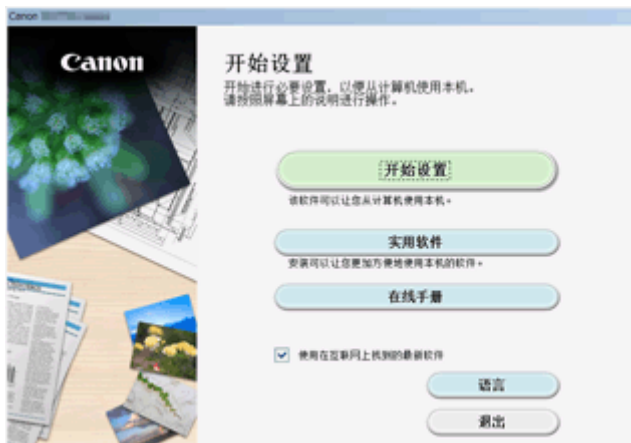 Canon
Canon
开始设置
开始进行必要设置，以便从计算机使用本机。
请按照屏幕上的说明进行操作。
开始设置
该软件可以让您从计算机使用本机。
实用软件
安装可以让您更加方便地使用本机的软件。
在线手册
使用在互联网上找到的最新软件
语言
退出